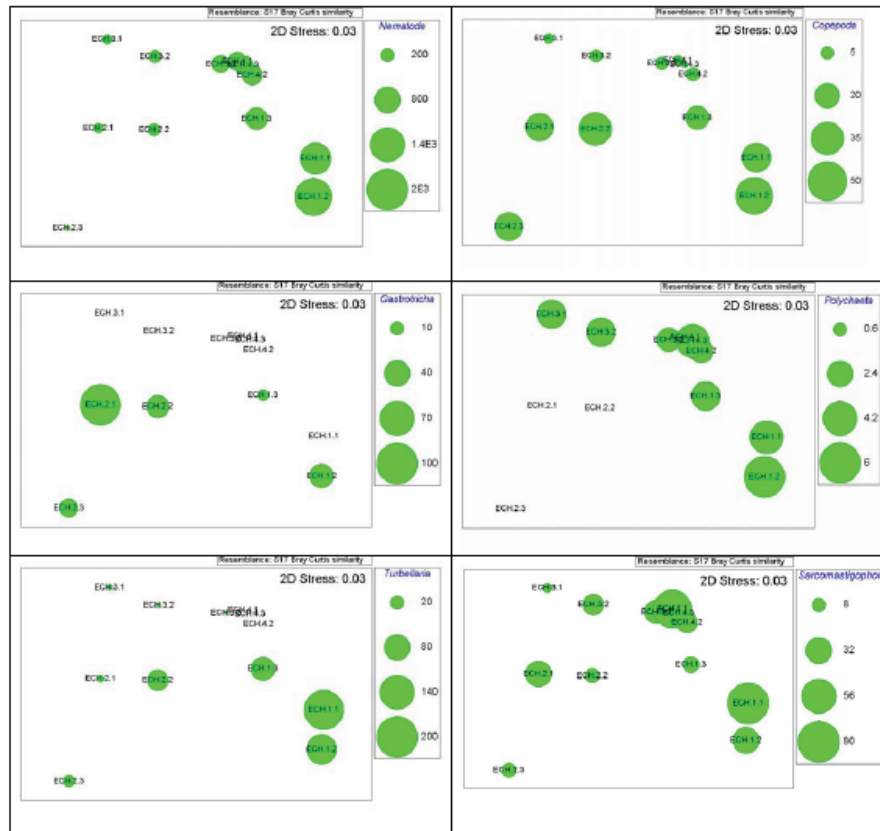 Resemblance: S17 Bray Curtis similarity
2D Stress: 0.03
Nematode
200
800
1.4E3
2E3
ECH.3.1
ECH.3.2
ECH.4.2
ECH.2.1
ECH.2.2
ECH.1.3
ECH.1.1
ECH.1.2
ECH.2.3
Resemblance: S17 Bray Curtis similarity
2D Stress: 0.03
Copepoda
5
20
35
50
ECH.3.1
ECH.3.2
ECH.4.2
ECH.2.1
ECH.2.2
ECH.1.3
ECH.1.1
ECH.1.2
ECH.2.3
Resemblance: S17 Bray Curtis similarity
2D Stress: 0.03
Gastrotricha
10
40
70
100
ECH.3.1
ECH.3.2
ECH.4.2
ECH.2.1
ECH.2.2
ECH.1.3
ECH.1.1
ECH.1.2
ECH.2.3
Resemblance: S17 Bray Curtis similarity
2D Stress: 0.03
Polychaeta
0.6
2.4
4.2
6
ECH.3.1
ECH.3.2
ECH.4.2
ECH.2.1
ECH.2.2
ECH.1.3
ECH.1.1
ECH.1.2
ECH.2.3
Resemblance: S17 Bray Curtis similarity
2D Stress: 0.03
Turbellaria
20
80
140
200
ECH.3.1
ECH.3.2
ECH.4.2
ECH.2.1
ECH.2.2
ECH.1.3
ECH.1.1
ECH.1.2
ECH.2.3
Resemblance: S17 Bray Curtis similarity
2D Stress: 0.03
Sarcomastigophor
8
32
56
80
ECH.3.1
ECH.3.2
ECH.4.2
ECH.2.1
ECH.2.2
ECH.1.3
ECH.1.1
ECH.1.2
ECH.2.3